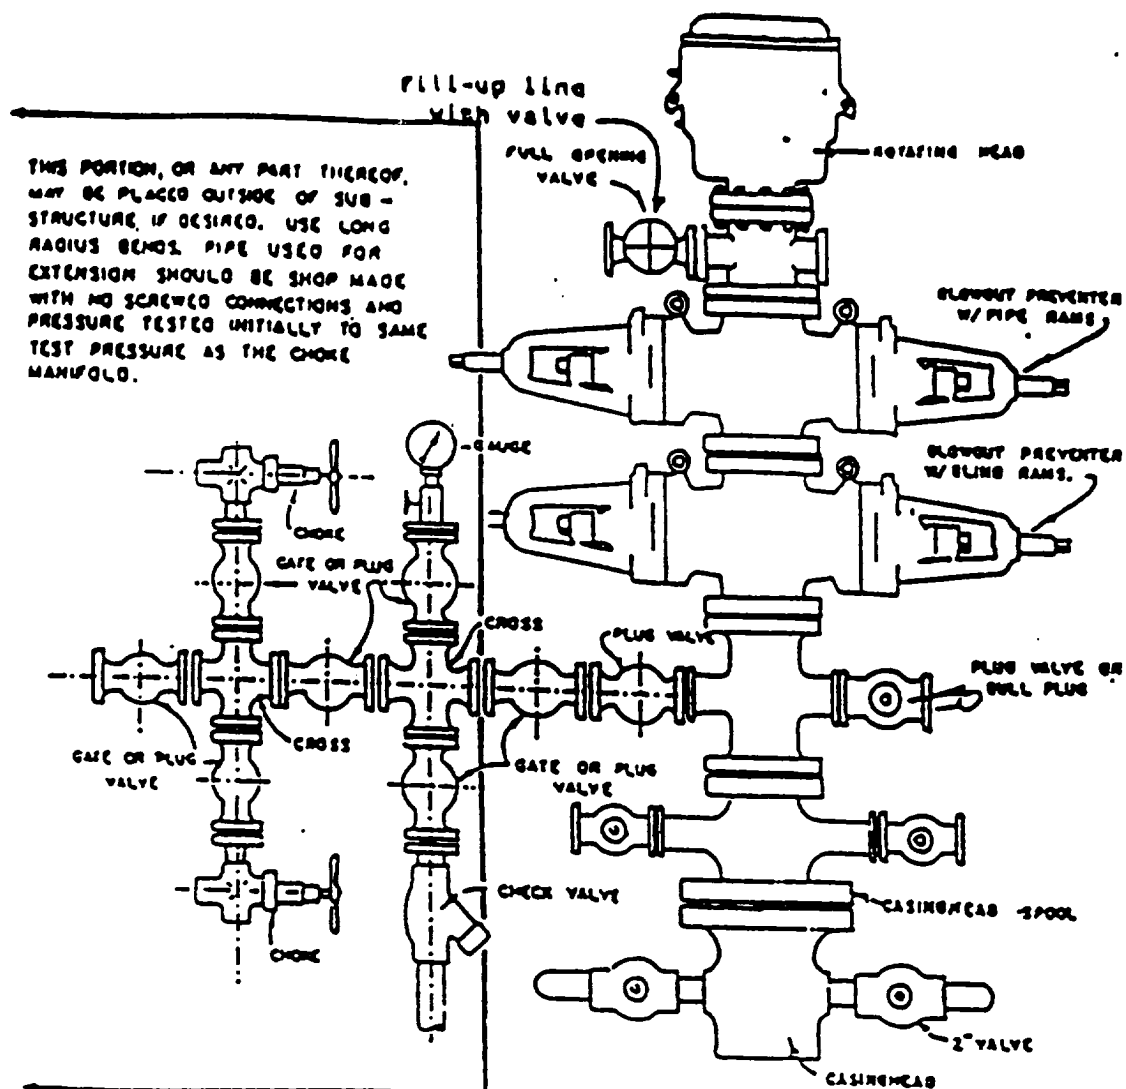 Fill-up line
with valve
FULL OPENING
VALVE
ROTATING HEAD
THIS PORTION, OR ANY PART THEREOF,
MAY BE PLACED OUTSIDE OF SUB-
STRUCTURE, IF DESIRED. USE LONG
RADIUS BENDS. PIPE USED FOR
EXTENSION SHOULD BE SHOP MADE
WITH NO SCREWED CONNECTIONS AND
PRESSURE TESTED INITIALLY TO SAME
TEST PRESSURE AS THE CHOKE
MANIFOLD.
BLOWOUT PREVENTER
W/ PIPE RAMS
GAUGE
BLOWOUT PREVENTER
W/ BLIND RAMS.
CHOKE
GATE OR PLUG
VALVE
CROSS
PLUG VALVE
PLUG VALVE OR
BULL PLUG
CROSS
GATE OR PLUG
VALVE
GATE OR PLUG
VALVE
CHECK VALVE
CASINGHEAD SPOOL
CHOKE
2" VALVE
CASINGHEAD